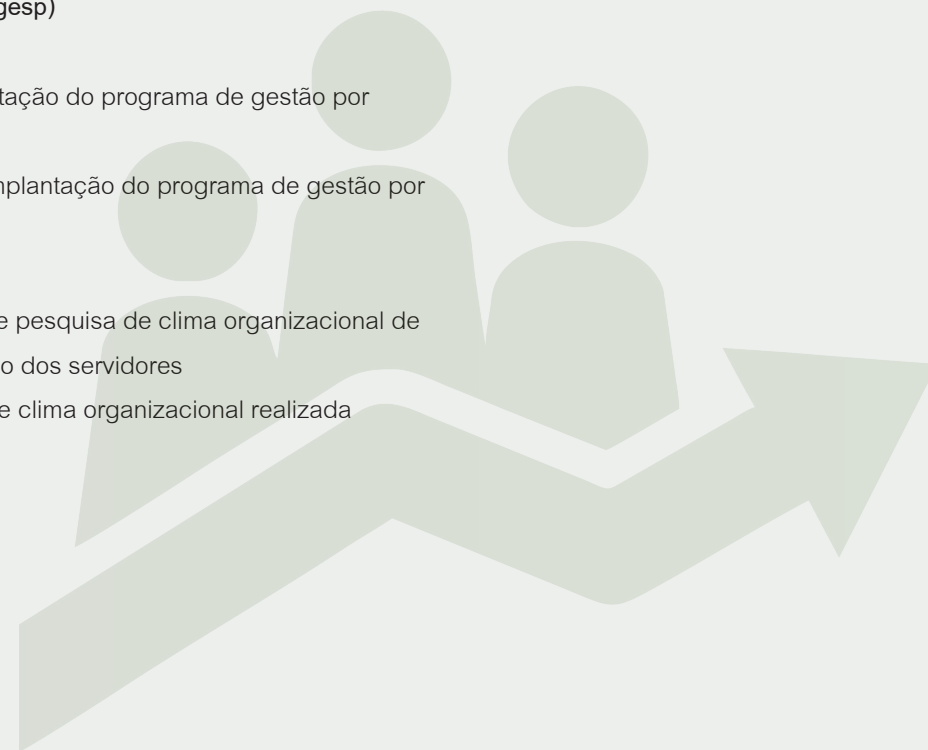 gesp)
tação do programa de gestão por
nplantação do programa de gestão por
e pesquisa de clima organizacional de
o dos servidores
e clima organizacional realizada